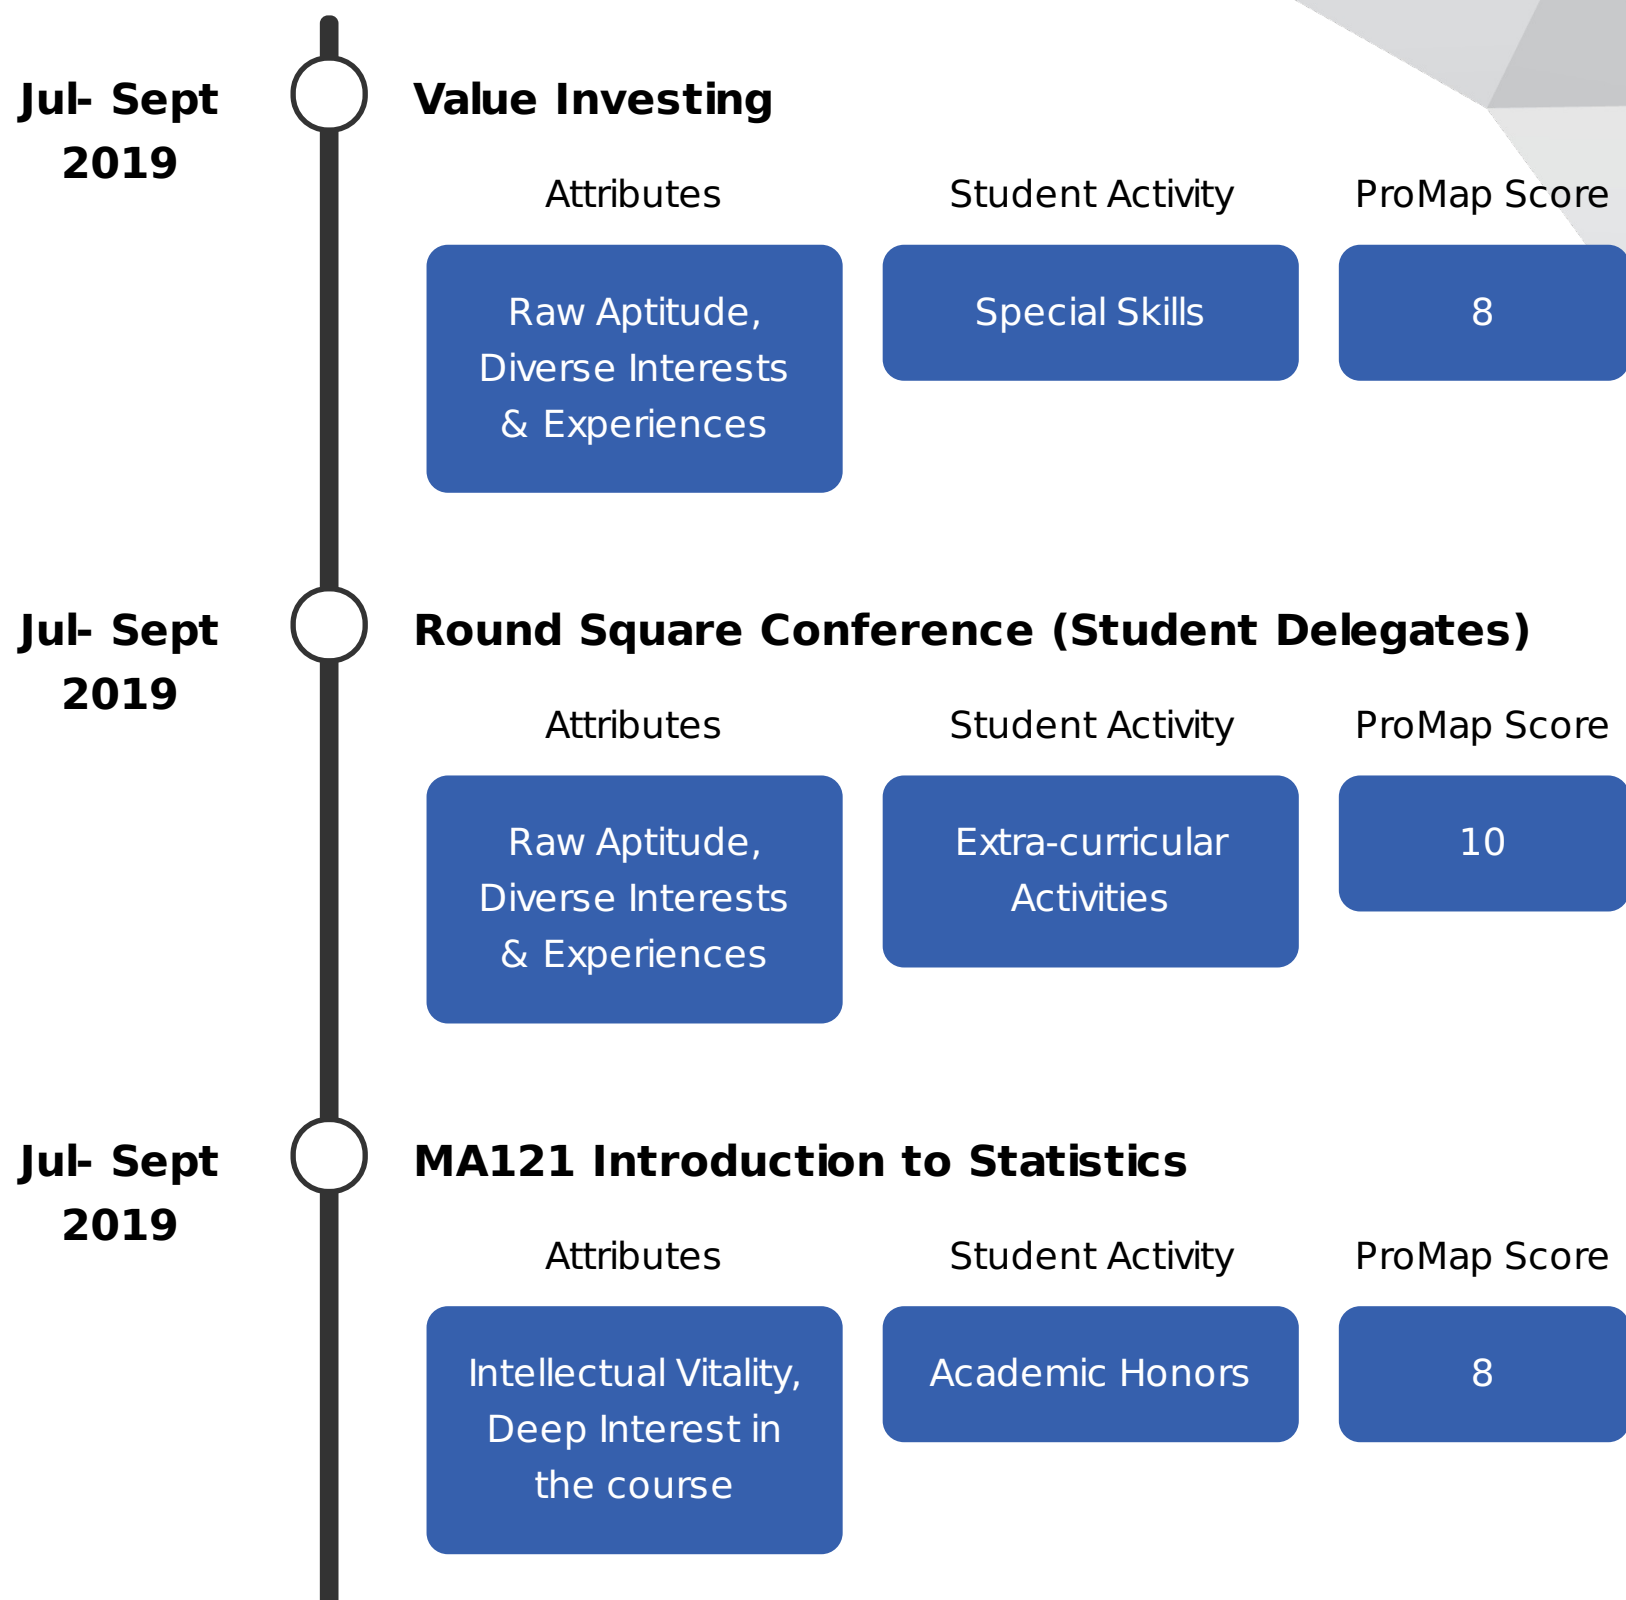 Jul- Sept
2019
Value Investing
Attributes
Student Activity
ProMap Score
Raw Aptitude,
Diverse Interests
& Experiences
Special Skills
8
Jul- Sept
2019
Round Square Conference (Student Delegates)
Attributes
Student Activity
ProMap Score
Raw Aptitude,
Diverse Interests
& Experiences
Extra-curricular
Activities
10
Jul- Sept
2019
MA121 Introduction to Statistics
Attributes
Student Activity
ProMap Score
Intellectual Vitality,
Deep Interest in
the course
Academic Honors
8